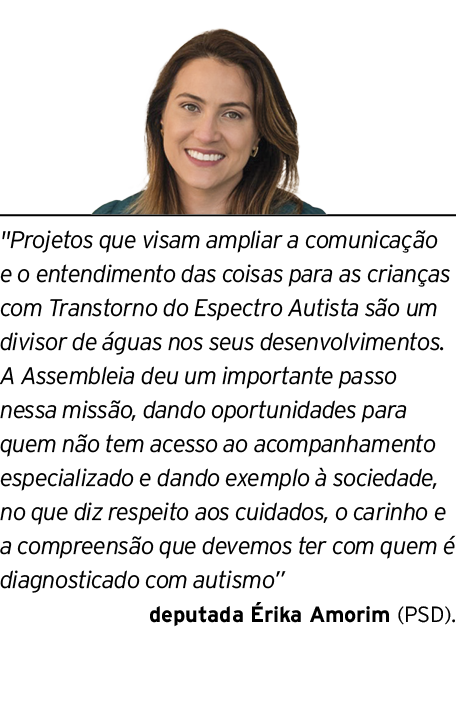 "Projetos que visam ampliar a comunicação
e o entendimento das coisas para as crianças
com Transtorno do Espectro Autista são um
divisor de águas nos seus desenvolvimentos.
A Assembleia deu um importante passo
nessa missão, dando oportunidades para
quem não tem acesso ao acompanhamento
especializado e dando exemplo à sociedade,
no que diz respeito aos cuidados, o carinho e
a compreensão que devemos ter com quem é
diagnosticado com autismo”
deputada Érika Amorim (PSD).